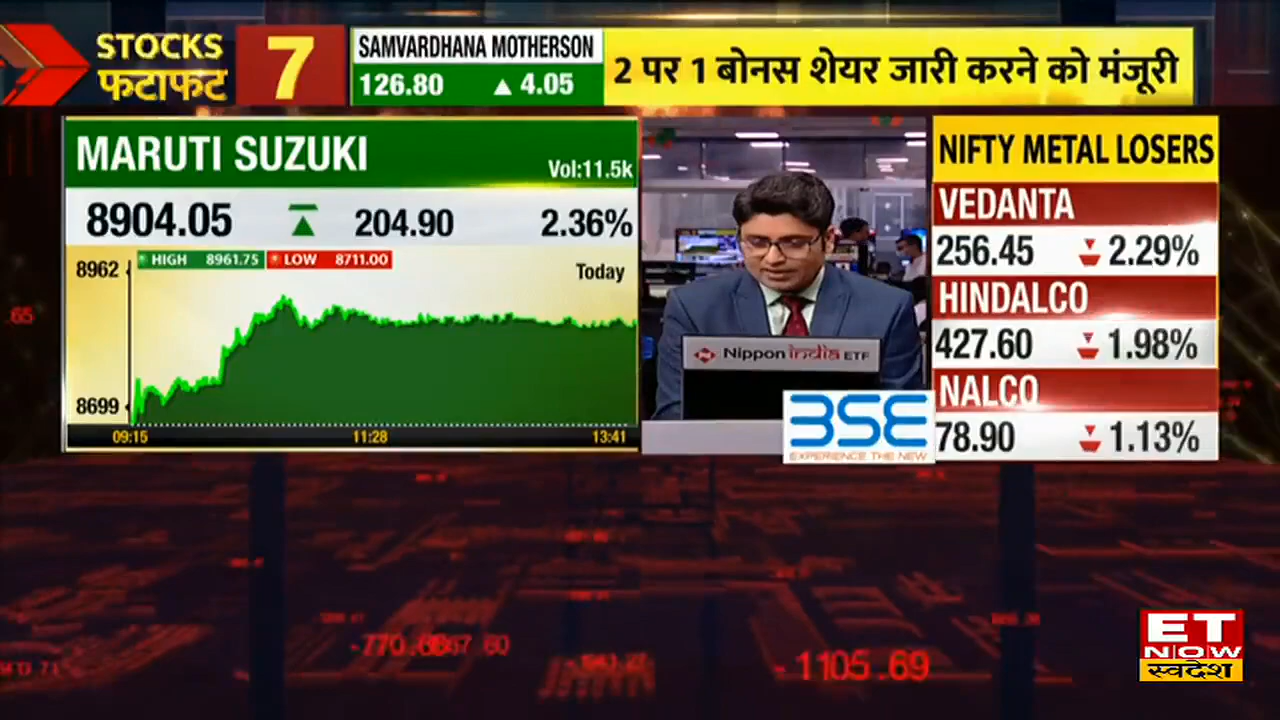 STOCKS
फटाफट
7
SAMVARDHANA MOTHERSON
126.80 ▲ 4.05
2 पर 1 बोनस शेयर जारी करने को मंजूरी
MARUTI SUZUKI
Vol:11.5k
8904.05 204.90 2.36%
HIGH 8961.75 LOW 8711.00
Today
8962
8699
09:15 11:28 13:41
Nippon india ETF
BSE
EXPERIENCE THE NEW
NIFTY METAL LOSERS
VEDANTA
256.45 2.29%
HINDALCO
427.60 1.98%
NALCO
78.90 1.13%
.65
-1105.69
ET
NOW
स्वदेश